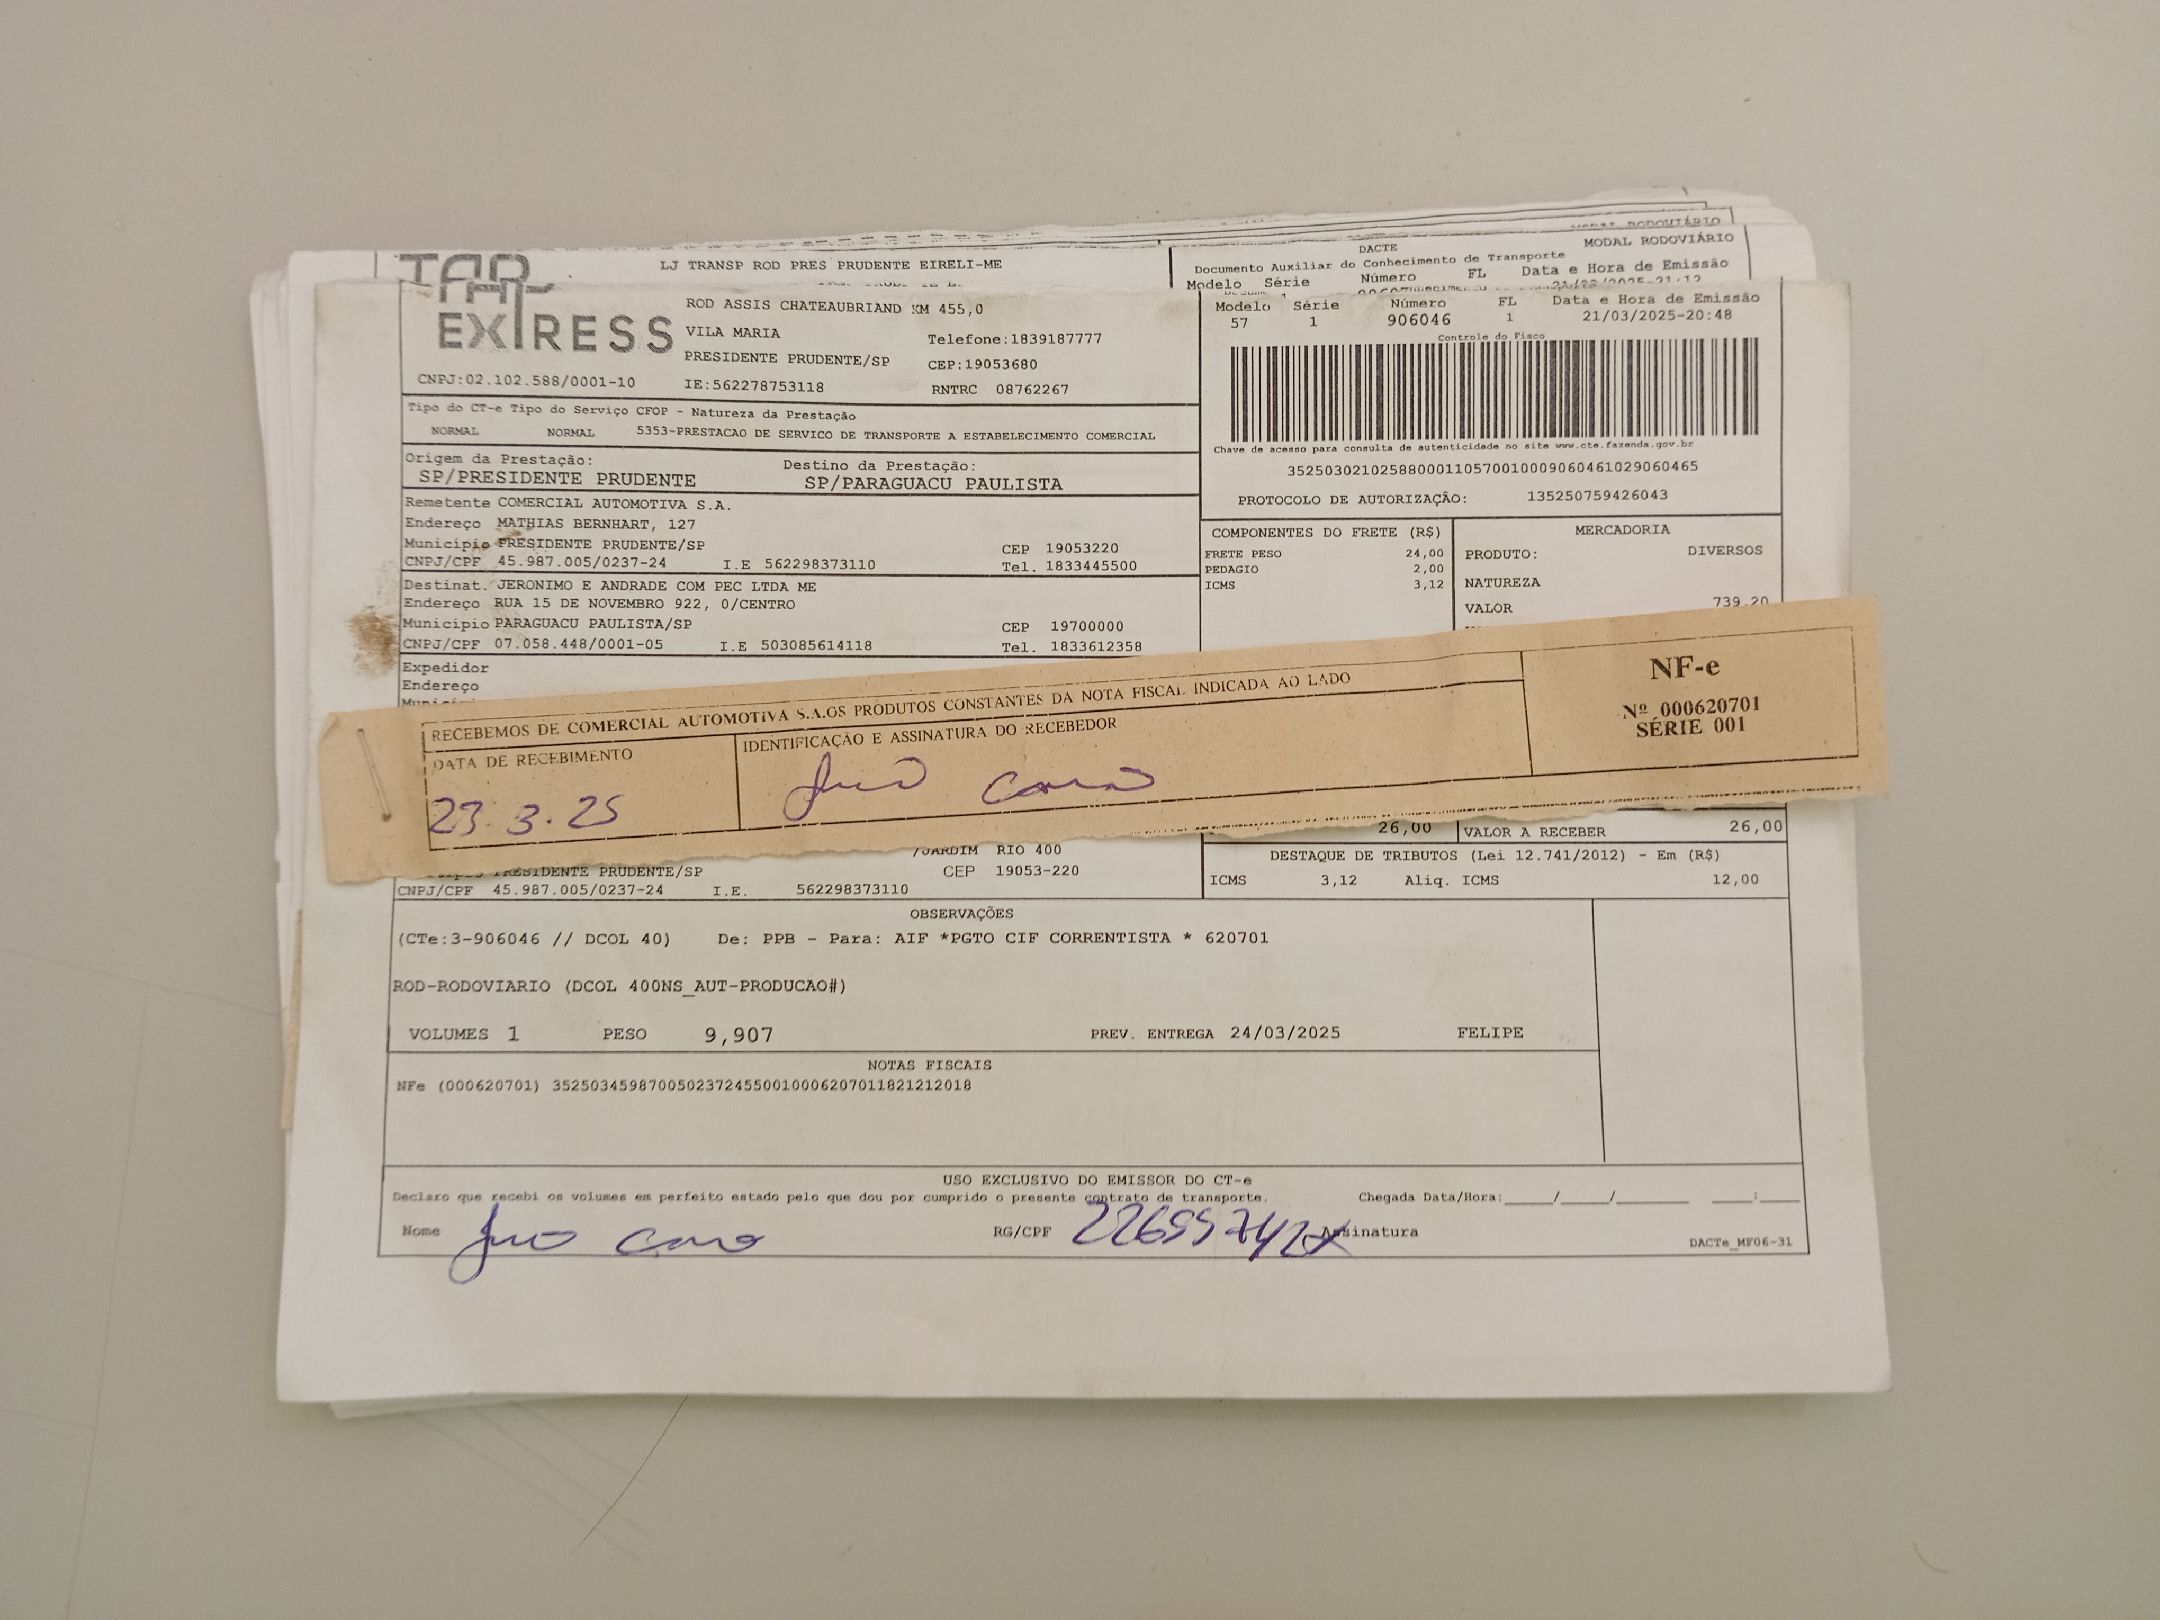 MODAL RODOVIÁRIO
DACTE
MODAL RODOVIÁRIO
LJ TRANSP ROD PRES PRUDENTE EIRELI-ME
Documento Auxiliar do Conhecimento de Transporte
Modelo Série Número FL Data e Hora de Emissão
TAR EXPRESS
ROD ASSIS CHATEAUBRIAND KM 455,0
VILA MARIA
Telefone:1839187777
PRESIDENTE PRUDENTE/SP
CEP:19053680
CNPJ:02.102.588/0001-10
IE:562278753118
RNTRC 08762267
Modelo Série Número FL Data e Hora de Emissão
57 1 906046 1 21/03/2025-20:48
Controle do Fisco
Chave de acesso para consulta de autenticidade no site www.cte.fazenda.gov.br
35250302102588000110570010009060461029060465
PROTOCOLO DE AUTORIZAÇÃO: 135250759426043
Tipo do CT-e Tipo do Serviço CFOP - Natureza da Prestação
NORMAL NORMAL 5353-PRESTACAO DE SERVICO DE TRANSPORTE A ESTABELECIMENTO COMERCIAL
Origem da Prestação: Destino da Prestação:
SP/PRESIDENTE PRUDENTE SP/PARAGUACU PAULISTA
Remetente COMERCIAL AUTOMOTIVA S.A.
Endereço MATHIAS BERNHART, 127
Município PRESIDENTE PRUDENTE/SP CEP 19053220
CNPJ/CPF 45.987.005/0237-24 I.E 562298373110 Tel. 1833445500
Destinat. JERONIMO E ANDRADE COM PEC LTDA ME
Endereço RUA 15 DE NOVEMBRO 922, 0/CENTRO
Município PARAGUACU PAULISTA/SP CEP 19700000
CNPJ/CPF 07.058.448/0001-05 I.E 503085614118 Tel. 1833612358
Expedidor
Endereço
COMPONENTES DO FRETE (R$)
FRETE PESO 24,00
PEDAGIO 2,00
ICMS 3,12
MERCADORIA
PRODUTO: DIVERSOS
NATUREZA
VALOR 739,20
RECEBEMOS DE COMERCIAL AUTOMOTIVA S.A.OS PRODUTOS CONSTANTES DA NOTA FISCAL INDICADA AO LADO
DATA DE RECEBIMENTO
IDENTIFICAÇÃO E ASSINATURA DO RECEBEDOR
23.3.25
NF-e
Nº 000620701
SÉRIE 001
26,00 VALOR A RECEBER 26,00
/JARDIM RIO 400
PRESIDENTE PRUDENTE/SP CEP 19053-220
CNPJ/CPF 45.987.005/0237-24 I.E. 562298373110
DESTAQUE DE TRIBUTOS (Lei 12.741/2012) - Em (R$)
ICMS 3,12 Aliq. ICMS 12,00
OBSERVAÇÕES
(CTe:3-906046 // DCOL 40) De: PPB - Para: AIF *PGTO CIF CORRENTISTA * 620701
ROD-RODOVIARIO (DCOL 400NS_AUT-PRODUCAO#)
VOLUMES 1 PESO 9,907 PREV. ENTREGA 24/03/2025 FELIPE
NOTAS FISCAIS
NFe (000620701) 35250345987005023724550010006207011821212018
USO EXCLUSIVO DO EMISSOR DO CT-e
Declaro que recebi os volumes em perfeito estado pelo que dou por cumprido o presente contrato de transporte. Chegada Data/Hora:____/____/______ ____:____
Nome RG/CPF Assinatura
DACTe_MF06-31